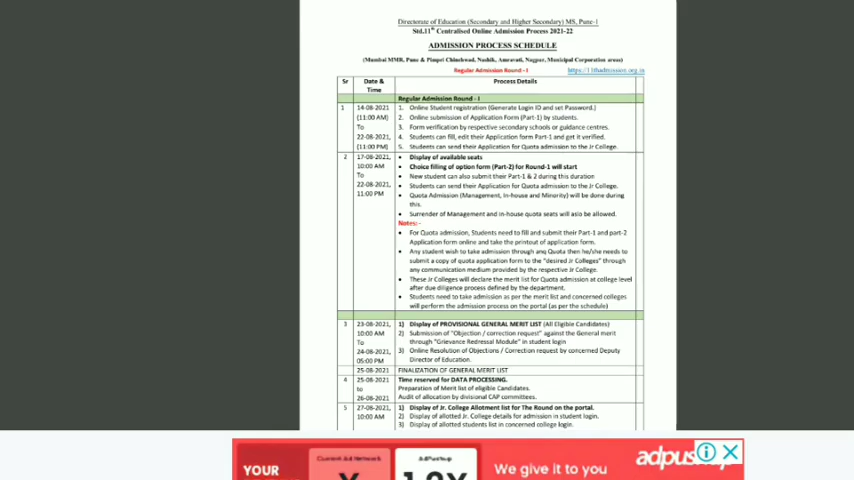 Directorate of Education (Secondary and Higher Secondary) MS, Pune-1
Std.11th Centralised Online Admission Process 2021-22
ADMISSION PROCESS SCHEDULE
(Mumbai MMR, Pune & Pimpri Chinchwad, Nashik, Amravati, Nagpur, Municipal Corporation areas)
Regular Admission Round - I https://11thadmission.org.in
Sr Date & Time Process Details
Regular Admission Round - I
1 14-08-2021 (11:00 AM) To 22-08-2021, (11:00 PM)
1. Online Student registration (Generate Login ID and set Password.)
2. Online submission of Application Form (Part-1) by students.
3. Form verification by respective secondary schools or guidance centres.
4. Students can fill, edit their Application form Part-1 and get it verified.
5. Students can send their Application for Quota admission to the Jr College.
2 17-08-2021, 10:00 AM To 22-08-2021, 11:00 PM
• Display of available seats
• Choice filling of option form (Part-2) for Round-1 will start
• New student can also submit their Part-1 & 2 during this duration
• Students can send their Application for Quota admission to the Jr College.
• Quota Admission (Management, In-house and Minority) will be done during
this.
• Surrender of Management and In-house quota seats will aslo be allowed.
Notes: -
• For Quota admission, Students need to fill and submit their Part-1 and part-2
Application form online and take the printout of application form.
• Any student wish to take admission through any Quota then he/she needs to
submit a copy of quota application form to the "desired Jr Colleges" through
any communication medium provided by the respective Jr College.
• These Jr Colleges will declare the merit list for Quota admission at college level
after due diligence process defined by the department.
• Students need to take admission as per the merit list and concerned colleges
will perform the admission process on the portal (as per the schedule)
3 23-08-2021, 10:00 AM To 24-08-2021, 05:00 PM
1) Display of PROVISIONAL GENERAL MERIT LIST (All Eligible Candidates)
2) Submission of "Objection / correction request" against the General merit
through "Grievance Redressal Module" in student login
3) Online Resolution of Objections / Correction request by concerned Deputy
Director of Education.
25-08-2021 FINALIZATION OF GENERAL MERIT LIST
4 25-08-2021 to 26-08-2021
Time reserved for DATA PROCESSING.
Preparation of Merit list of eligible Candidates.
Audit of allocation by divisional CAP committees.
5 27-08-2021, 10:00 AM
1) Display of Jr. College Allotment list for The Round on the portal.
2) Display of allotted Jr. College details for admission in student login.
3) Display of allotted students list in concerned college login.
Current Ad Network AdPushup
YOUR
We give it to you